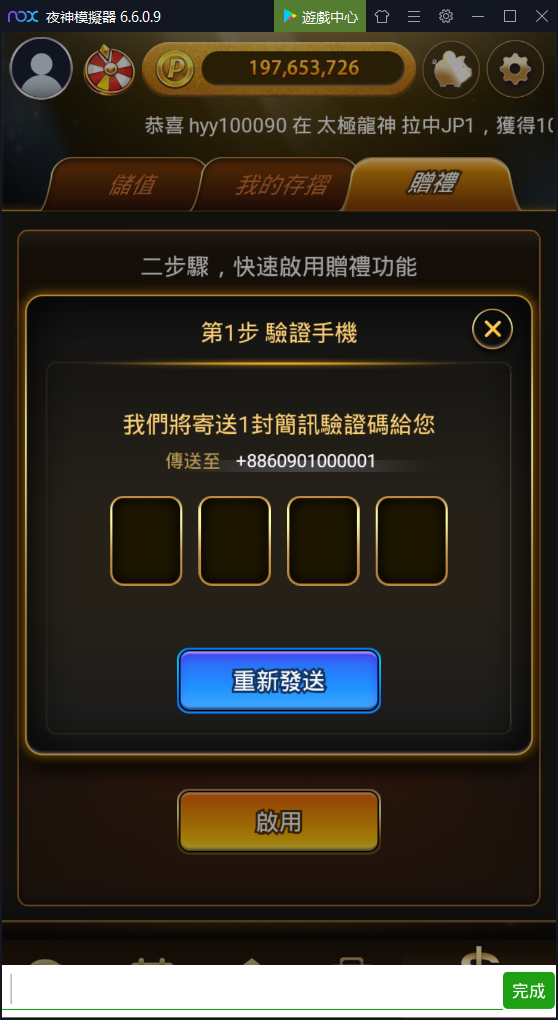 nox 夜神模擬器 6.6.0.9 遊戲中心
P 197,653,726
恭喜 hyy100090 在 太極龍神 拉中JP1，獲得10
儲值 我的存摺 贈禮
二步驟，快速啟用贈禮功能
第1步 驗證手機
我們將寄送1封簡訊驗證碼給您
傳送至 +8860901000001
重新發送
啟用
$
完成